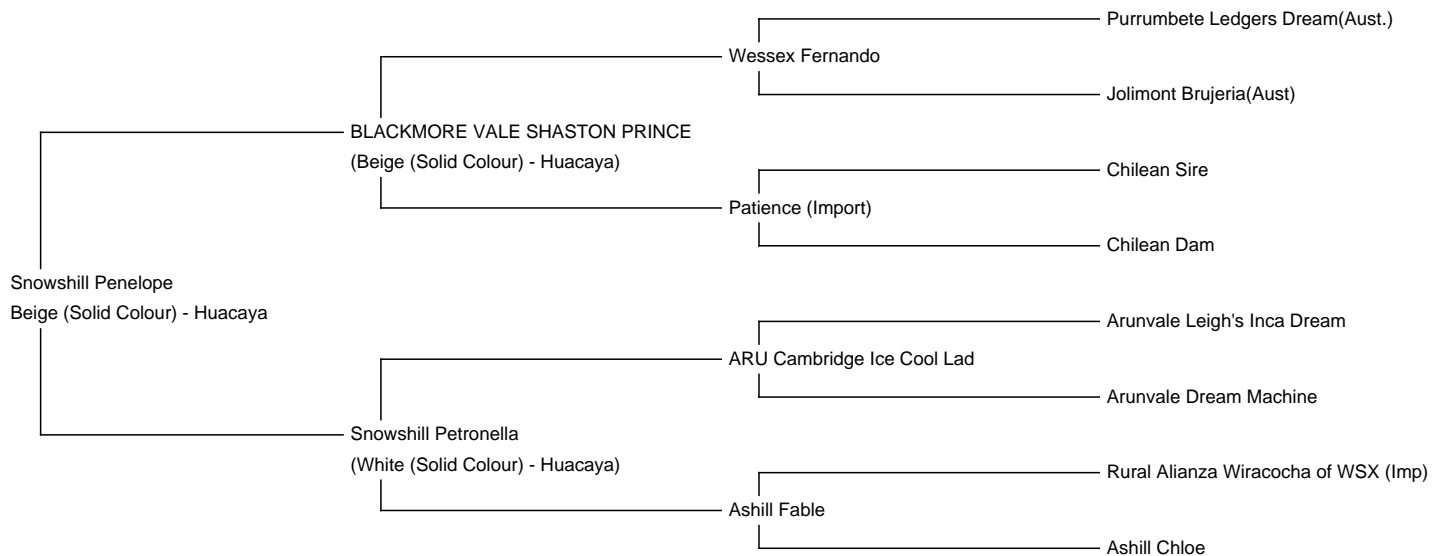 Purrumbete Ledgers Dream(Aust.)
Wessex Fernando
Jolimont Brujeria(Aust)
BLACKMORE VALE SHASTON PRINCE
(Beige (Solid Colour) - Huacaya)
Chilean Sire
Patience (Import)
Chilean Dam
Snowshill Penelope
Beige (Solid Colour) - Huacaya
Arunvale Leigh's Inca Dream
ARU Cambridge Ice Cool Lad
Arunvale Dream Machine
Snowshill Petronella
(White (Solid Colour) - Huacaya)
Rural Alianza Wiracocha of WSX (Imp)
Ashill Fable
Ashill Chloe